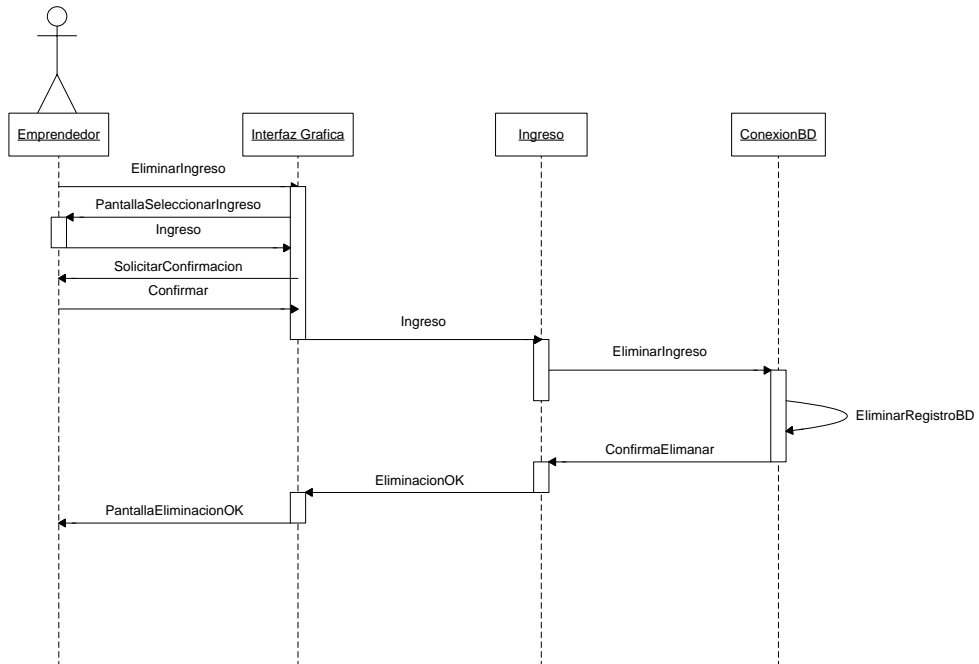 Emprendedor
Interfaz Grafica
Ingreso
ConexionBD
EliminarIngreso
PantallaSeleccionarIngreso
Ingreso
SolicitarConfirmacion
Confirmar
Ingreso
EliminarIngreso
EliminarRegistroBD
ConfirmaElimanar
EliminacionOK
PantallaEliminacionOK